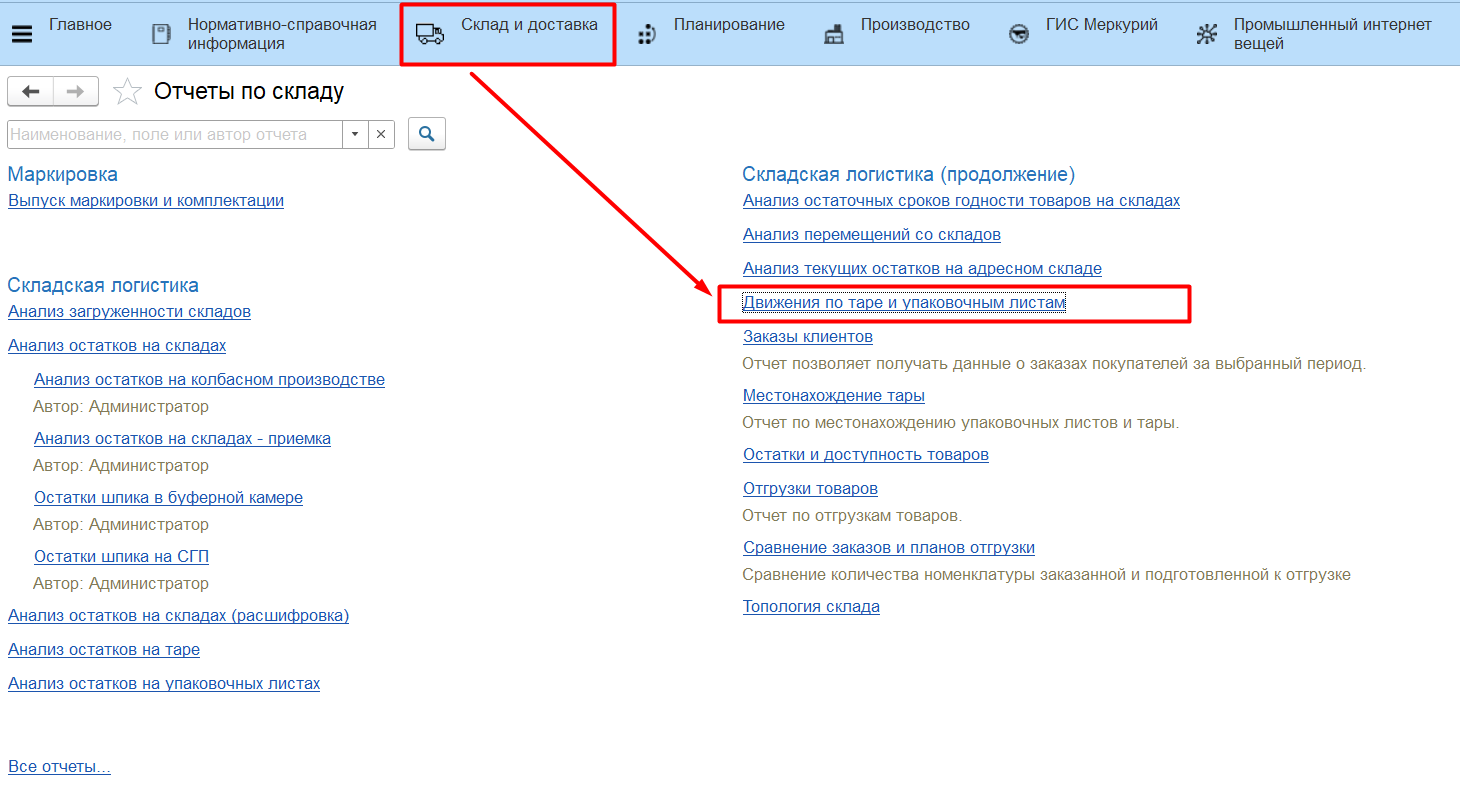 Главное
Нормативно-справочная
информация
Склад и доставка
Планирование
Производство
ГИС Меркурий
Промышленный интернет
вещей
Отчеты по складу
Наименование, поле или автор отчета
Маркировка
Выпуск маркировки и комплектации
Складская логистика
Анализ загруженности складов
Анализ остатков на складах
Анализ остатков на колбасном производстве
Автор: Администратор
Анализ остатков на складах - приемка
Автор: Администратор
Остатки шпика в буферной камере
Автор: Администратор
Остатки шпика на СГП
Автор: Администратор
Анализ остатков на складах (расшифровка)
Анализ остатков на таре
Анализ остатков на упаковочных листах
Все отчеты...
Складская логистика (продолжение)
Анализ остаточных сроков годности товаров на складах
Анализ перемещений со складов
Анализ текущих остатков на адресном складе
Движения по таре и упаковочным листам
Заказы клиентов
Отчет позволяет получать данные о заказах покупателей за выбранный период.
Местонахождение тары
Отчет по местонахождению упаковочных листов и тары.
Остатки и доступность товаров
Отгрузки товаров
Отчет по отгрузкам товаров.
Сравнение заказов и планов отгрузки
Сравнение количества номенклатуры заказанной и подготовленной к отгрузке
Топология склада